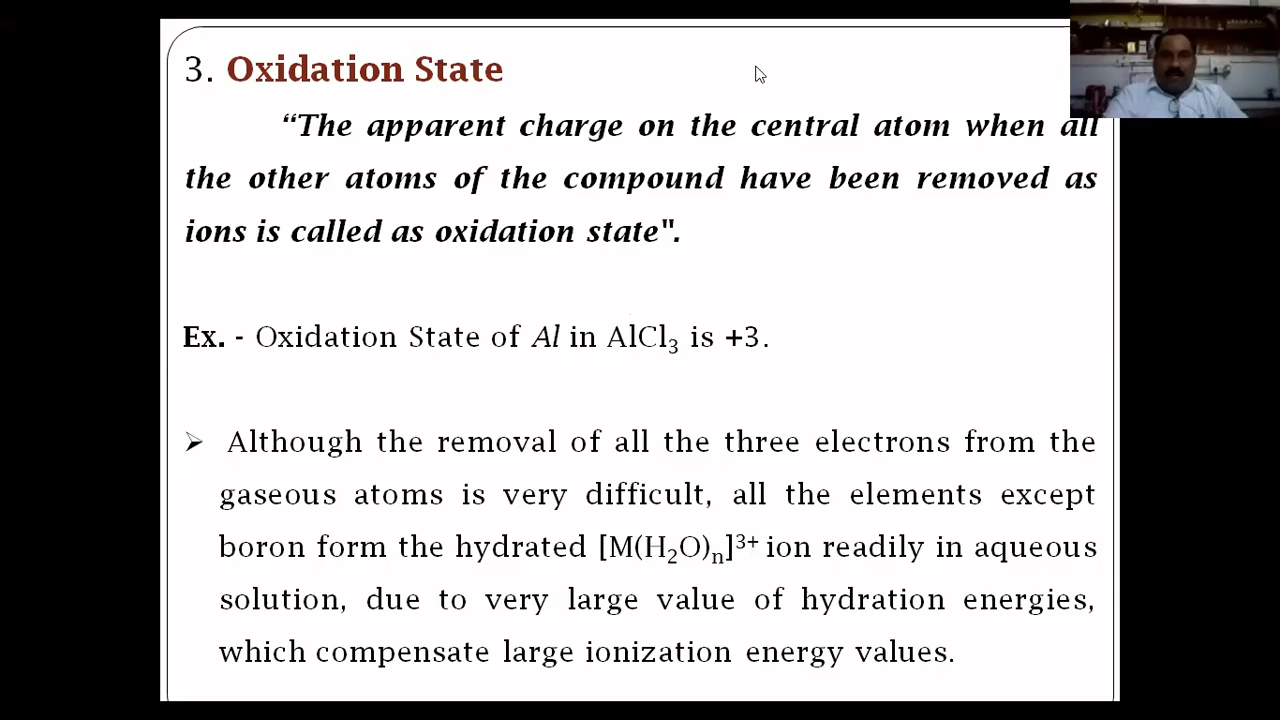 3. Oxidation State
“The apparent charge on the central atom when all
the other atoms of the compound have been removed as
ions is called as oxidation state".
Ex. - Oxidation State of Al in AlCl₃ is +3.
➢ Although the removal of all the three electrons from the
gaseous atoms is very difficult, all the elements except
boron form the hydrated [M(H₂O)ₙ]³⁺ ion readily in aqueous
solution, due to very large value of hydration energies,
which compensate large ionization energy values.